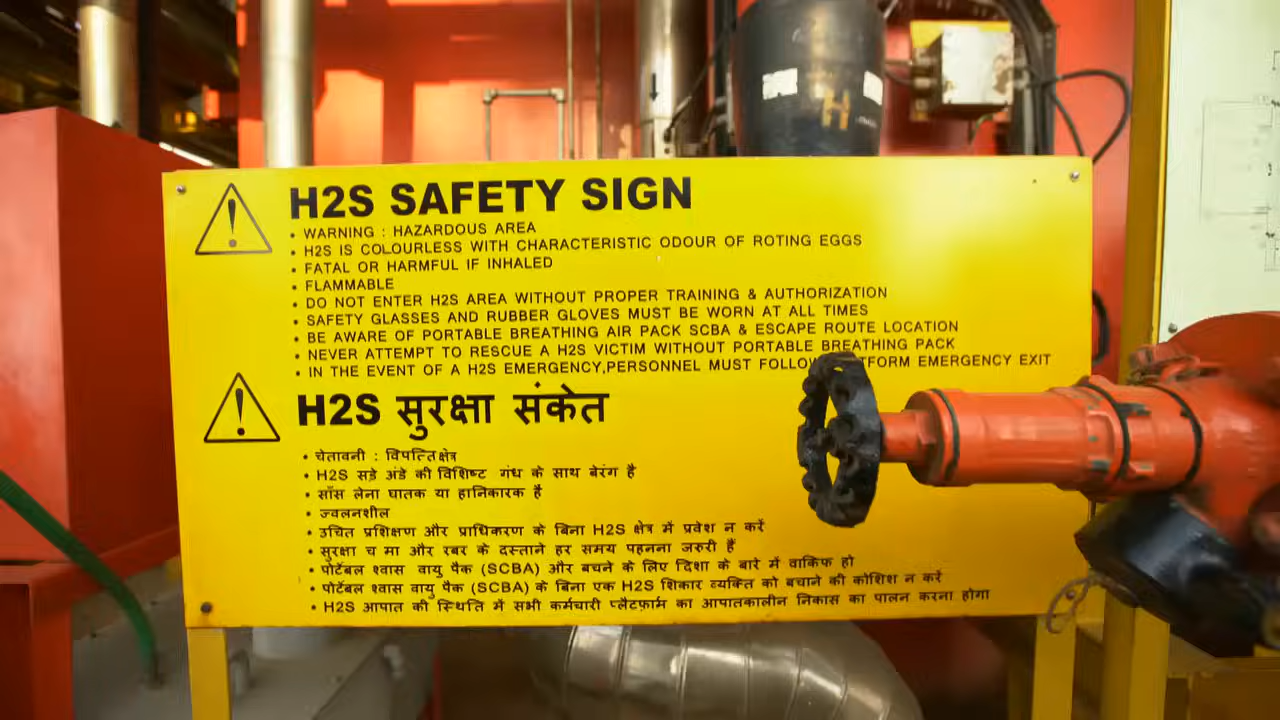 H2S SAFETY SIGN
• WARNING : HAZARDOUS AREA
• H2S IS COLOURLESS WITH CHARACTERISTIC ODOUR OF ROTING EGGS
• FATAL OR HARMFUL IF INHALED
• FLAMMABLE
• DO NOT ENTER H2S AREA WITHOUT PROPER TRAINING & AUTHORIZATION
• SAFETY GLASSES AND RUBBER GLOVES MUST BE WORN AT ALL TIMES
• BE AWARE OF PORTABLE BREATHING AIR PACK SCBA & ESCAPE ROUTE LOCATION
• NEVER ATTEMPT TO RESCUE A H2S VICTIM WITHOUT PORTABLE BREATHING PACK
• IN THE EVENT OF A H2S EMERGENCY,PERSONNEL MUST EMERGENCY EXIT
H2S सुरक्षा संकेत
• चेतावनी : विपत्तिक्षेत्र
• H2S सड़े अंडे की विशिष्ट गंध के साथ बेरंग है
• साँस लेना घातक या हानिकारक हैं
• ज्वलनशील
• उचित प्रशिक्षण और प्राधिकरण के बिना H2S क्षेत्र में प्रवेश न करें
• सुरक्षा च मा और रबर के दस्ताने हर समय पहनना जरुरी हैं
• पोर्टेबल श्वास वायु पैक (SCBA) और बचने के लिए दिशा के बारे में वाकिफ हो
• पोर्टेबल श्वास वायु पैक (SCBA) के बिना एक H2S शिकार व्यक्ति को बचाने की कोशिश न करें
• H2S आपात की स्थिति में सभी कर्मचारी प्लैटफ़ार्म का आपातकालीन निकास का पालन करना होगा
H